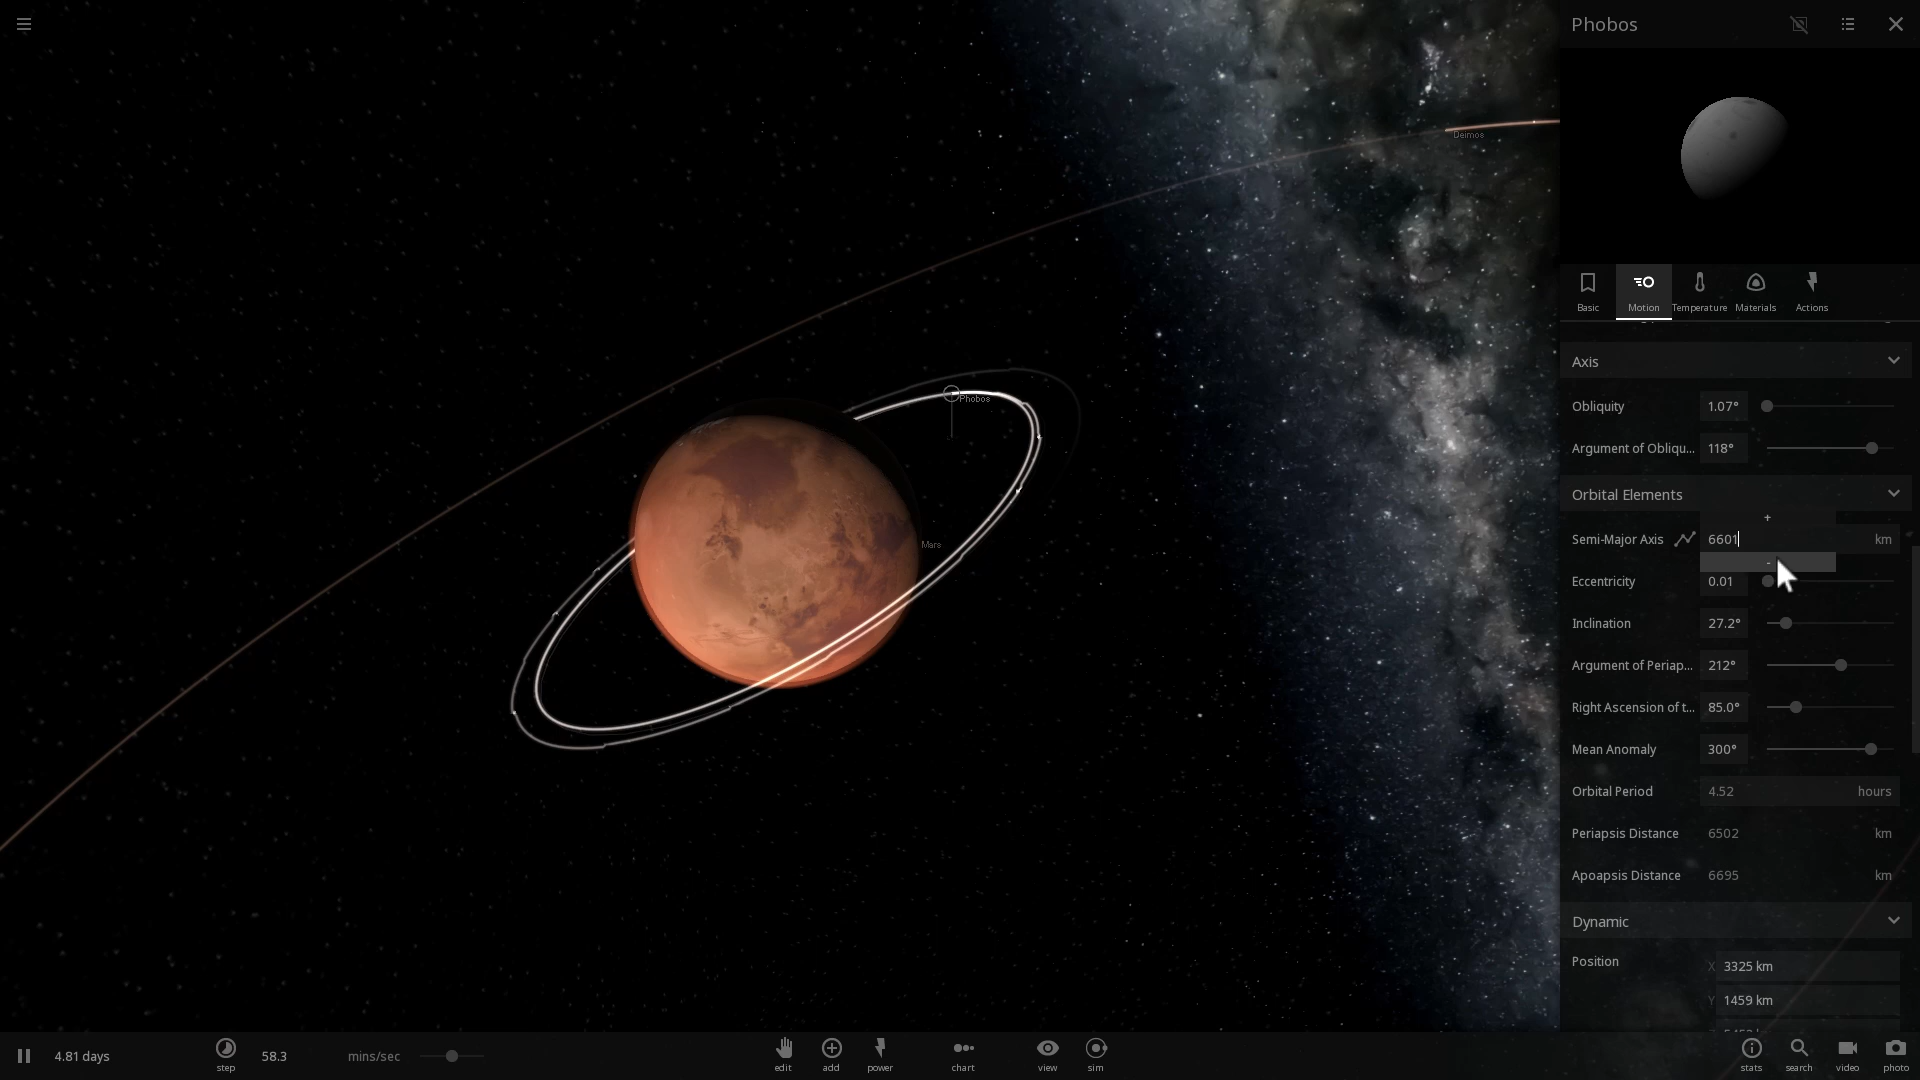 Phobos
Deimos
Phobos
Mars
Basic
Motion
Temperature
Materials
Actions
Axis
Obliquity 1.07°
Argument of Obliqu... 118°
Orbital Elements
+
Semi-Major Axis 6601 km
-
Eccentricity 0.01
Inclination 27.2°
Argument of Periap... 212°
Right Ascension of t... 85.0°
Mean Anomaly 300°
Orbital Period 4.52 hours
Periapsis Distance 6502 km
Apoapsis Distance 6695 km
Dynamic
Position X 3325 km
Y 1459 km
4.81 days
step
58.3 mins/sec
edit
add
power
chart
view
sim
stats
search
video
photo